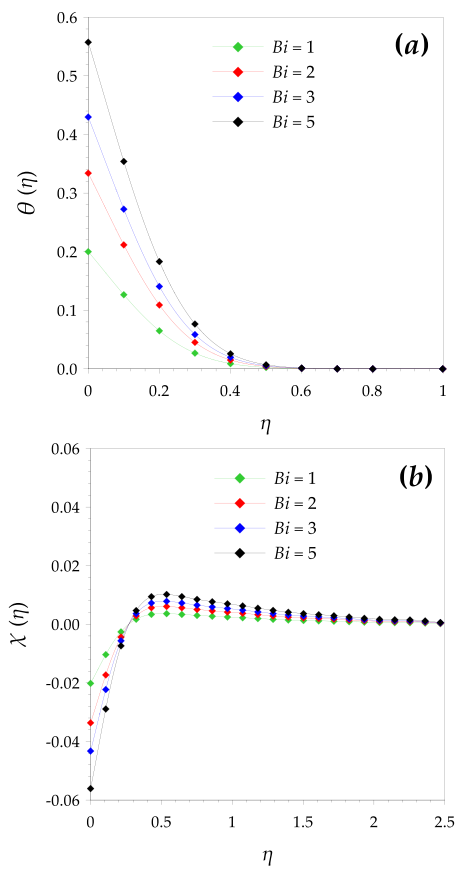 0.6
(a)
Bi = 1
0.5
Bi = 2
Bi = 3
0.4
Bi = 5
θ (η)
0.3
0.2
0.1
0.0
0 0.2 0.4 0.6 0.8 1
η
0.06
(b)
Bi = 1
0.04
Bi = 2
Bi = 3
0.02
Bi = 5
χ (η)
0.00
-0.02
-0.04
-0.06
0 0.5 1 1.5 2 2.5
η